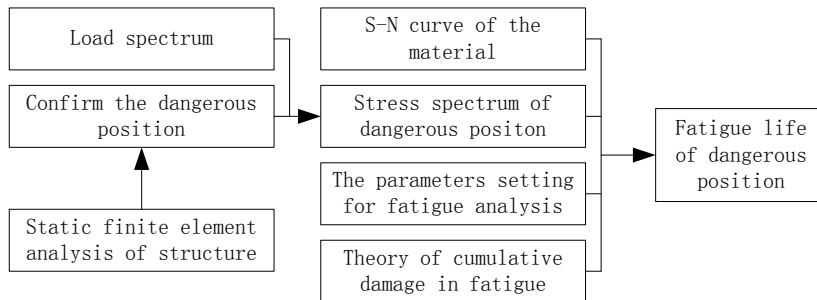 Load spectrum
Confirm the dangerous
position
Static finite element
analysis of structure
S-N curve of the
material
Stress spectrum of
dangerous positon
The parameters setting
for fatigue analysis
Theory of cumulative
damage in fatigue
Fatigue life
of dangerous
position